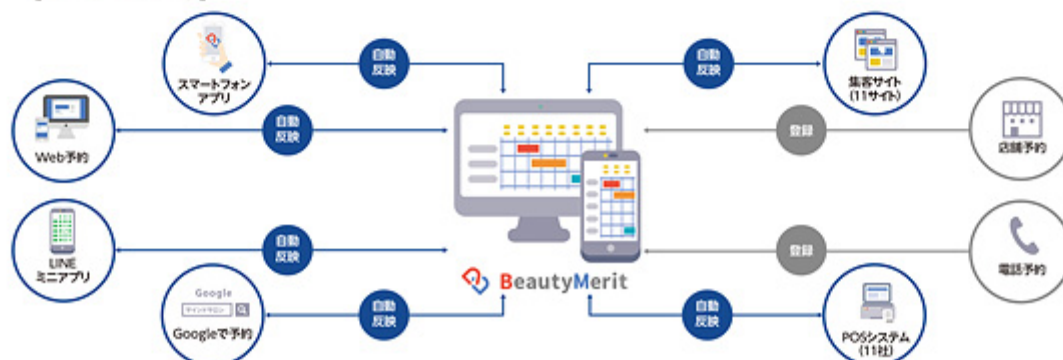 スマートフォン
アプリ
自動
反映
自動
反映
集客サイト
(11サイト)
Web予約
自動
反映
登録
店舗予約
LINE
ミニアプリ
自動
反映
登録
電話予約
BeautyMerit
Google
Googleで予約
自動
反映
自動
反映
POSシステム
(11社)